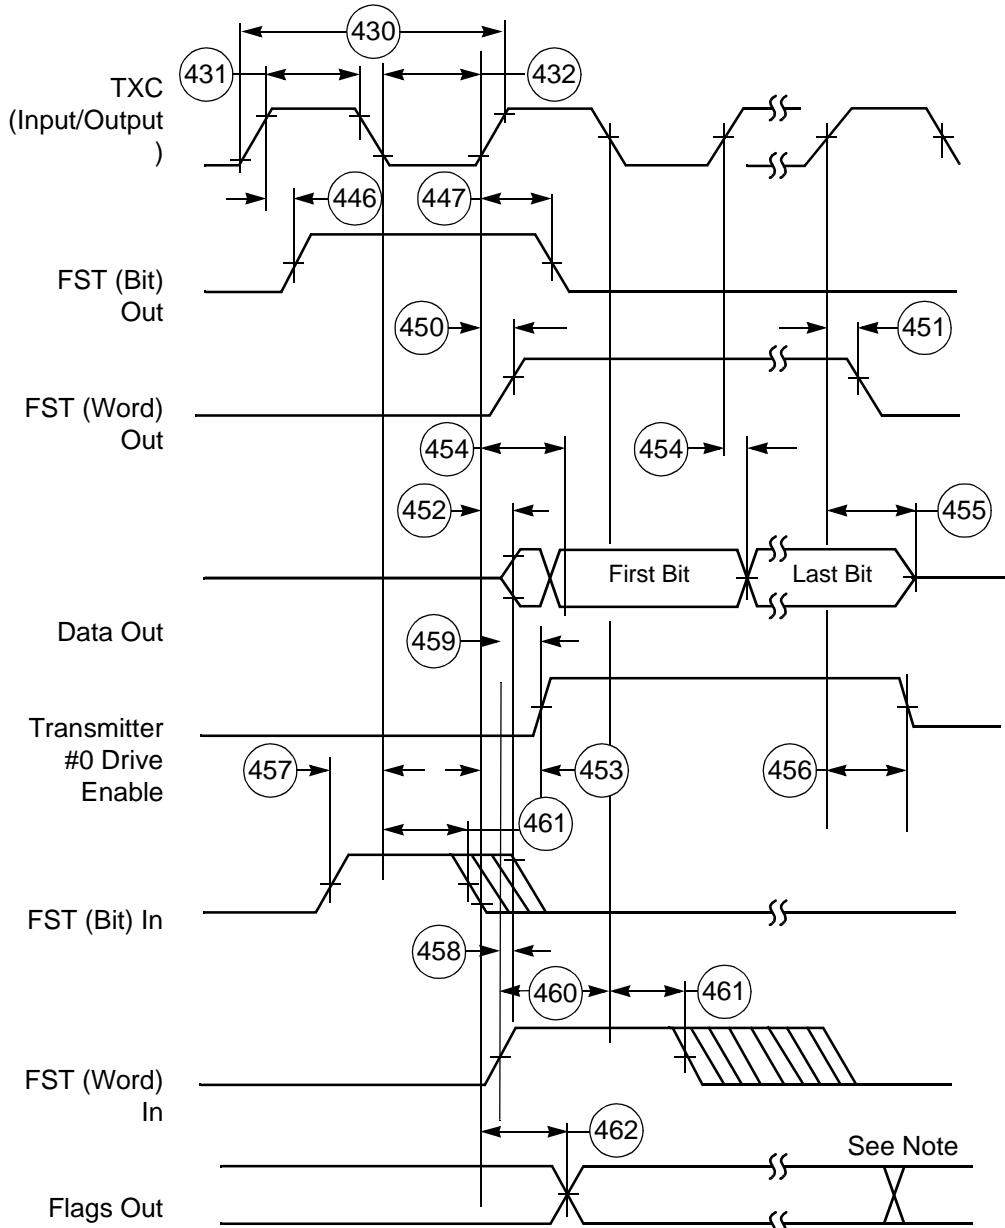 430
431
432
TXC
(Input/Output
)
446
447
FST (Bit)
Out
450
451
FST (Word)
Out
454
454
452
455
First Bit
Last Bit
Data Out
459
Transmitter
#0 Drive
Enable
457
453
456
461
FST (Bit) In
458
460
461
FST (Word)
In
462
See Note
Flags Out